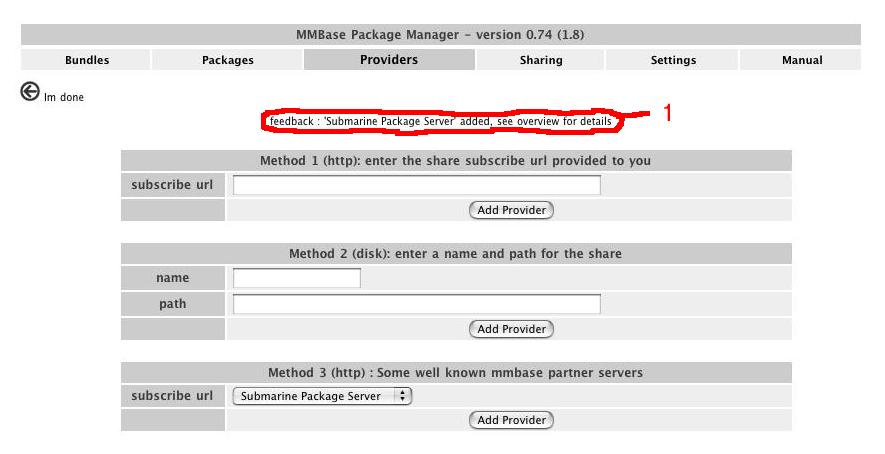 MMBase Package Manager - version 0.74 (1.8)
Bundles Packages Providers Sharing Settings Manual
Im done
feedback : 'Submarine Package Server' added, see overview for details
1
Method 1 (http): enter the share subscribe url provided to you
subscribe url
Add Provider
Method 2 (disk): enter a name and path for the share
name
path
Add Provider
Method 3 (http) : Some well known mmbase partner servers
subscribe url Submarine Package Server
Add Provider